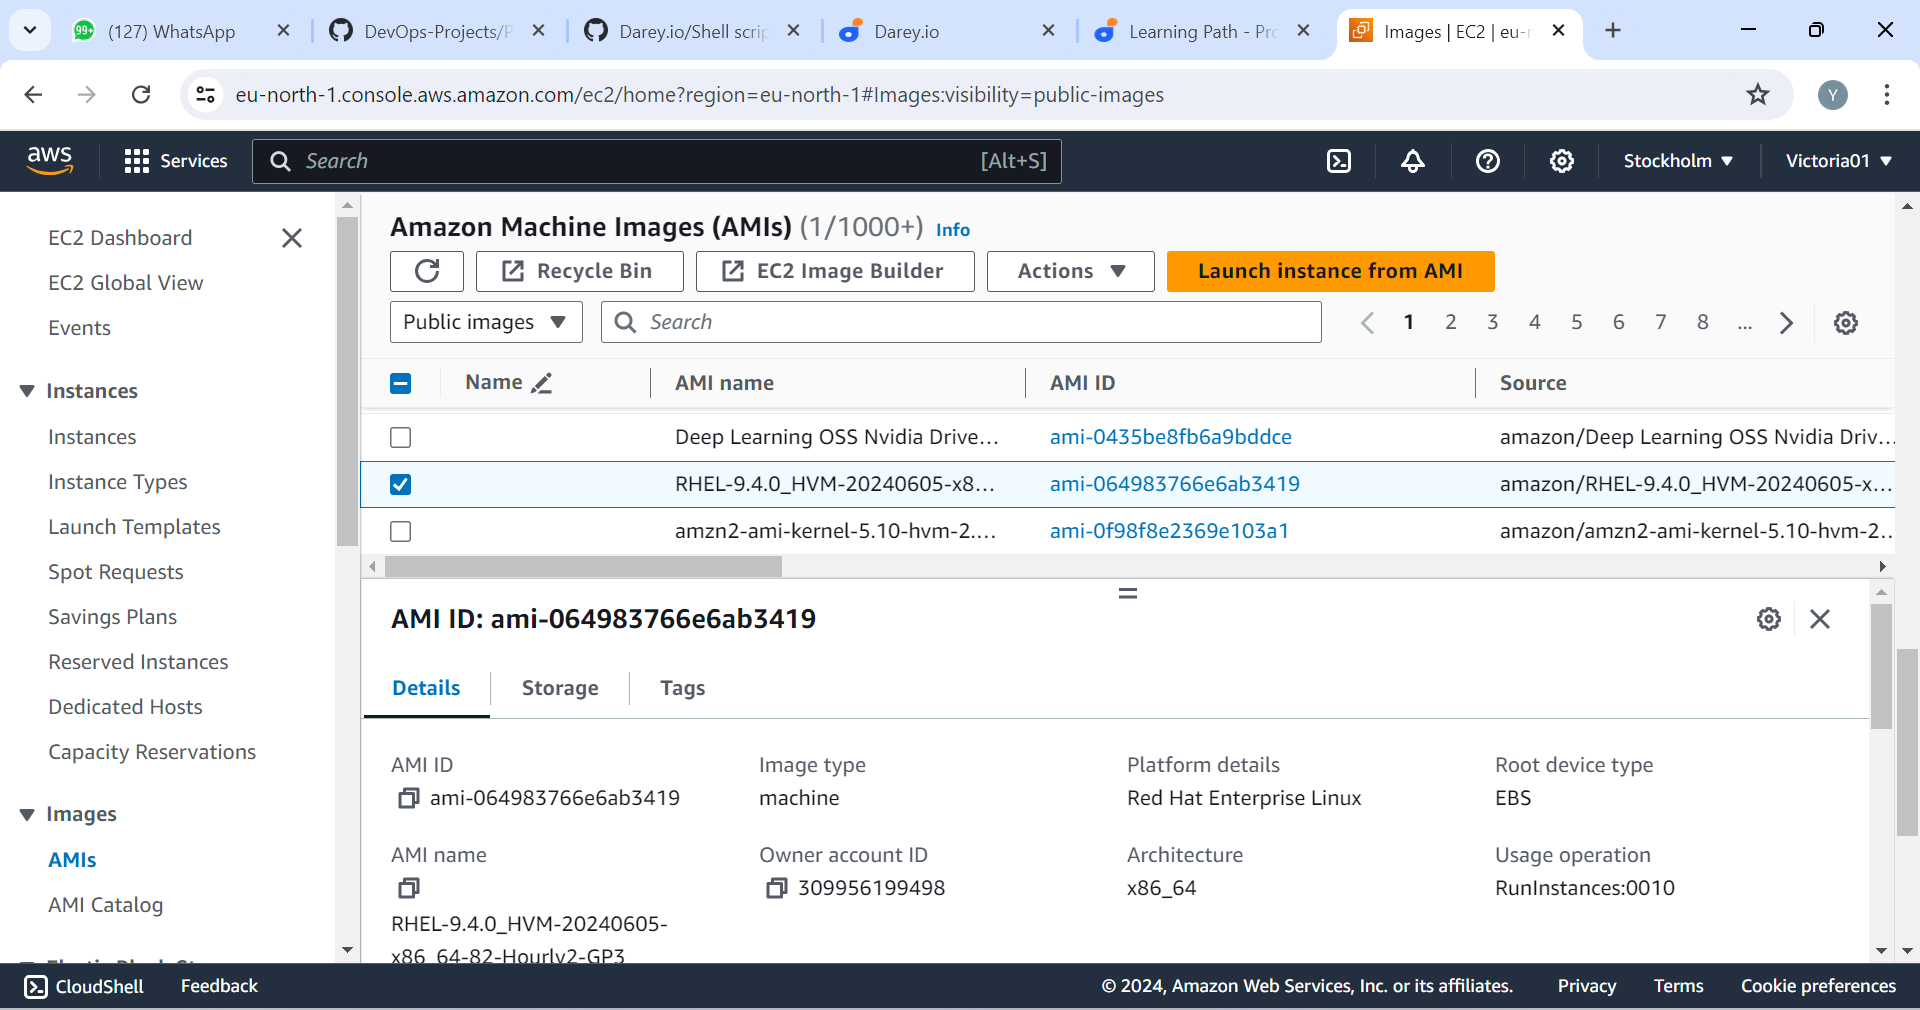 99+ (127) WhatsApp DevOps-Projects/P Darey.io/Shell scrip Darey.io Learning Path - Pro Images | EC2 | eu-n
eu-north-1.console.aws.amazon.com/ec2/home?region=eu-north-1#Images:visibility=public-images Y
aws Services Search [Alt+S] Stockholm Victoria01
EC2 Dashboard
EC2 Global View
Events
Instances
Instances
Instance Types
Launch Templates
Spot Requests
Savings Plans
Reserved Instances
Dedicated Hosts
Capacity Reservations
Images
AMIs
AMI Catalog
Amazon Machine Images (AMIs) (1/1000+) Info
Recycle Bin EC2 Image Builder Actions Launch instance from AMI
Public images Search 1 2 3 4 5 6 7 8 ...
Name AMI name AMI ID Source
Deep Learning OSS Nvidia Drive... ami-0435be8fb6a9bddce amazon/Deep Learning OSS Nvidia Driv...
RHEL-9.4.0_HVM-20240605-x8... ami-064983766e6ab3419 amazon/RHEL-9.4.0_HVM-20240605-x...
amzn2-ami-kernel-5.10-hvm-2.... ami-0f98f8e2369e103a1 amazon/amzn2-ami-kernel-5.10-hvm-2...
AMI ID: ami-064983766e6ab3419
Details Storage Tags
AMI ID Image type Platform details Root device type
ami-064983766e6ab3419 machine Red Hat Enterprise Linux EBS
AMI name Owner account ID Architecture Usage operation
309956199498 x86_64 RunInstances:0010
RHEL-9.4.0_HVM-20240605-
x86_64-82-Hourly2-GP3
CloudShell Feedback © 2024, Amazon Web Services, Inc. or its affiliates. Privacy Terms Cookie preferences